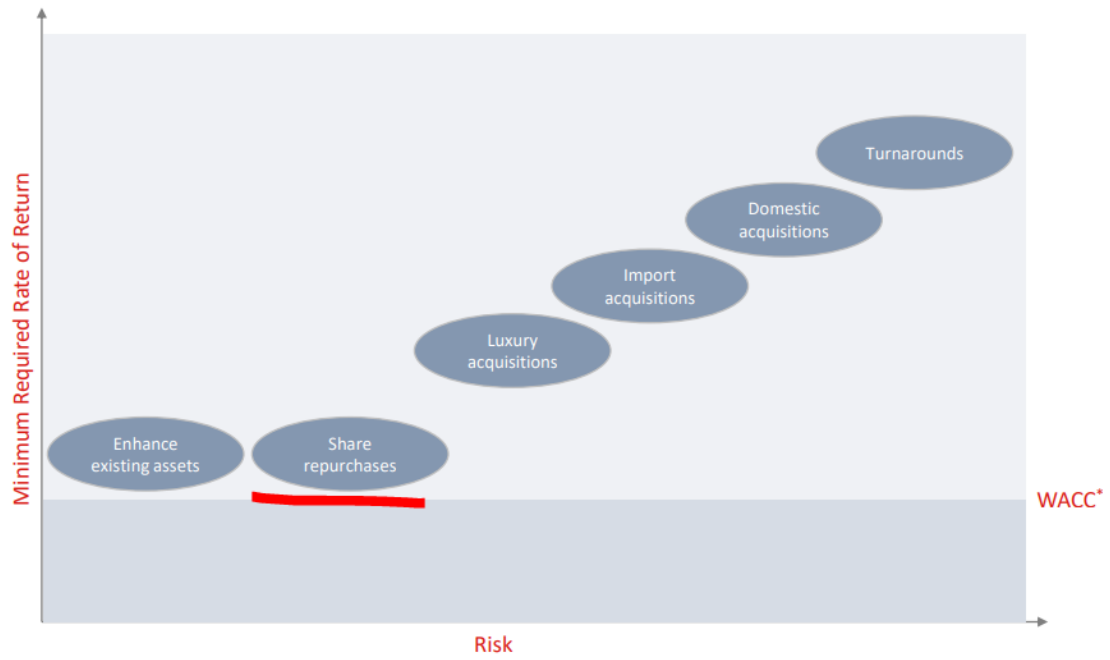 Minimum Required Rate of Return
Turnarounds
Domestic
acquisitions
Import
acquisitions
Luxury
acquisitions
Enhance
existing assets
Share
repurchases
WACC*
Risk